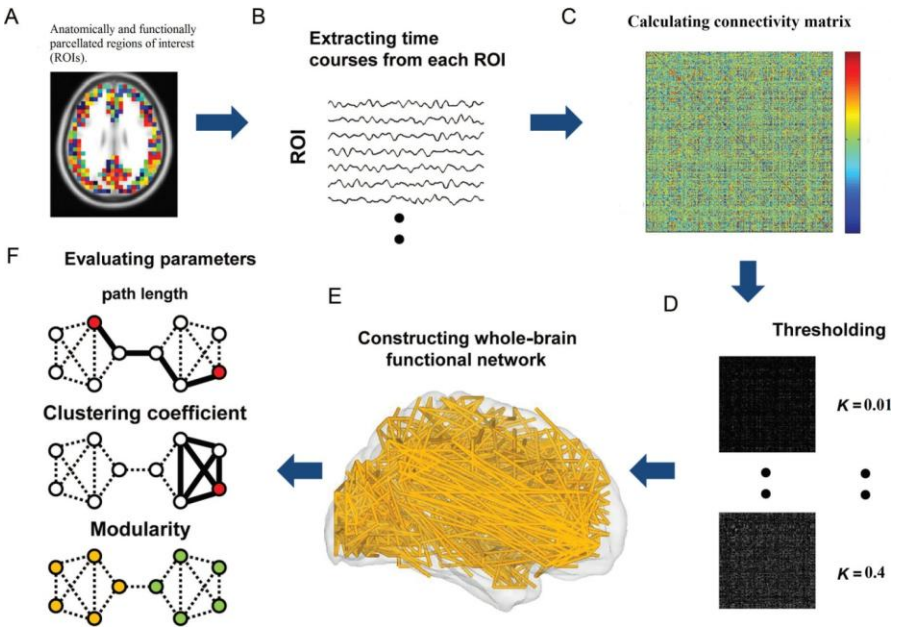 A
Anatomically and functionally
parcellated regions of interest
(ROIs).
B
Extracting time
courses from each ROI
ROI
C
Calculating connectivity matrix
D
Thresholding
K = 0.01
K = 0.4
E
Constructing whole-brain
functional network
F
Evaluating parameters
path length
Clustering coefficient
Modularity